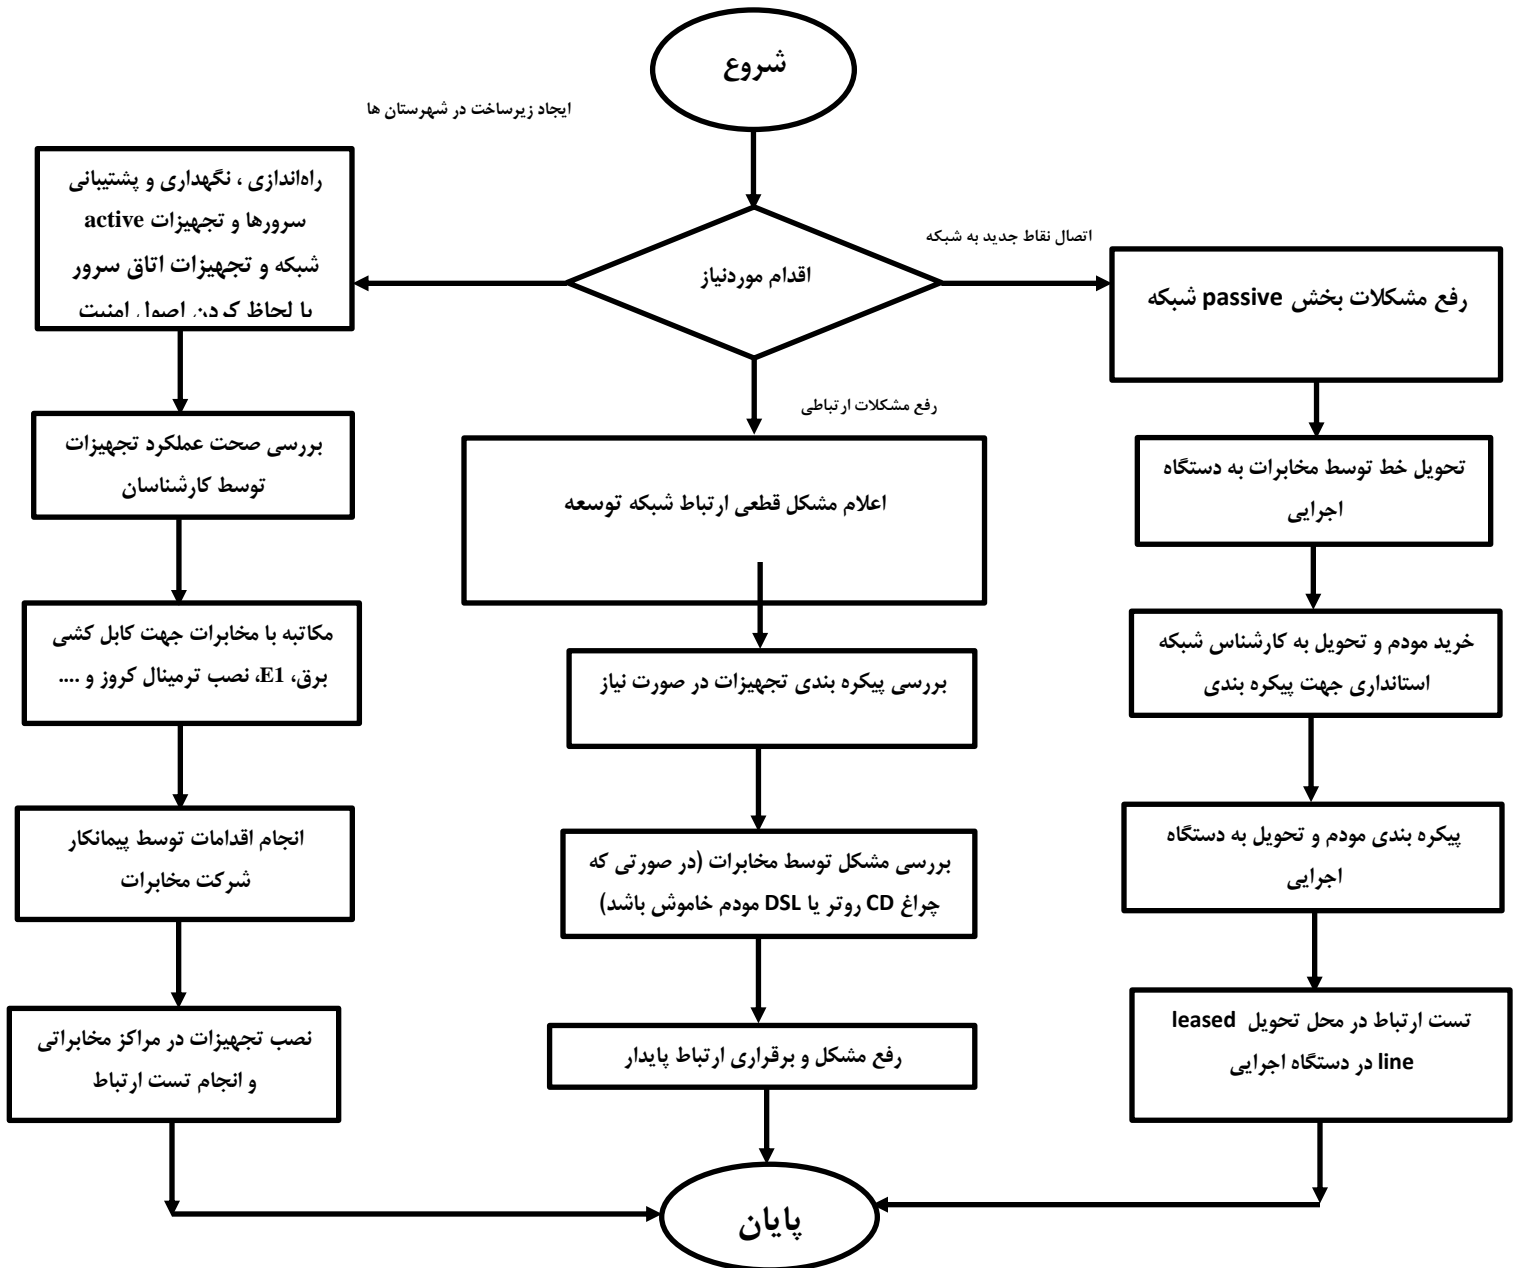 شروع
ایجاد زیرساخت در شهرستان ها
اقدام موردنیاز
اتصال نقاط جدید به شبکه
رفع مشکلات ارتباطی
رفع مشکلات بخش passive شبکه
تحویل خط توسط مخابرات به دستگاه
اجرایی
خرید مودم و تحویل به کارشناس شبکه
استانداری جهت پیکره بندی
پیکره بندی مودم و تحویل به دستگاه
اجرایی
تست ارتباط در محل تحویل leased
line در دستگاه اجرایی
اعلام مشکل قطعی ارتباط شبکه توسعه
بررسی پیکره بندی تجهیزات در صورت نیاز
بررسی مشکل توسط مخابرات (در صورتی که
چراغ CD روتر یا DSL مودم خاموش باشد)
رفع مشکل و برقراری ارتباط پایدار
راه‌اندازی ، نگهداری و پشتیبانی
سرورها و تجهیزات active
شبکه و تجهیزات اتاق سرور
با لحاظ کردن اصول امنیت
بررسی صحت عملکرد تجهیزات
توسط کارشناسان
مکاتبه با مخابرات جهت کابل کشی
برق، E1، نصب ترمینال کروز و ....
انجام اقدامات توسط پیمانکار
شرکت مخابرات
نصب تجهیزات در مراکز مخابراتی
و انجام تست ارتباط
پایان